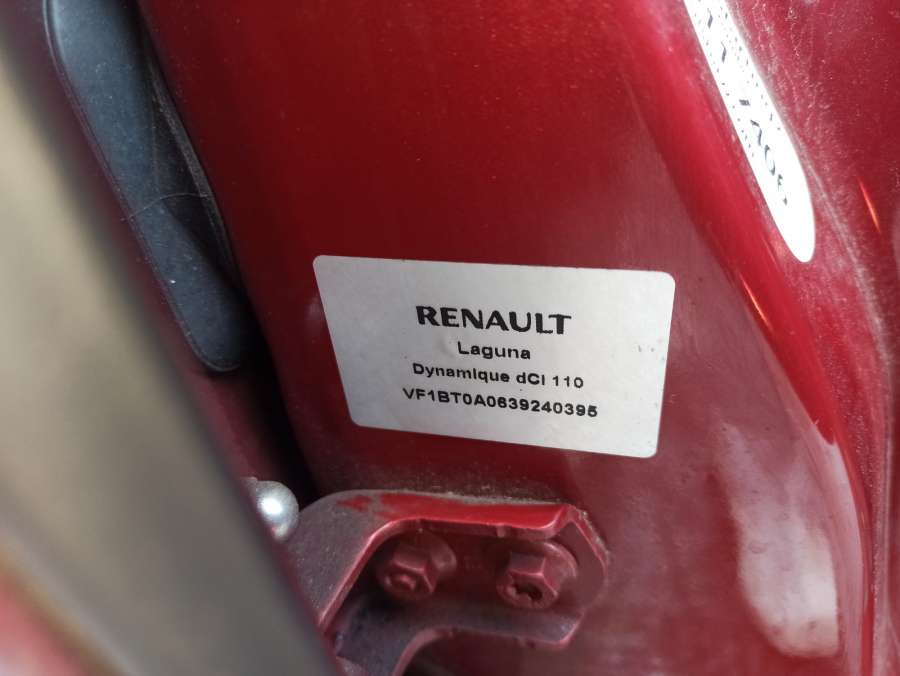 RENAULT
Laguna
Dynamique dCi 110
VF1BT0A0639240395